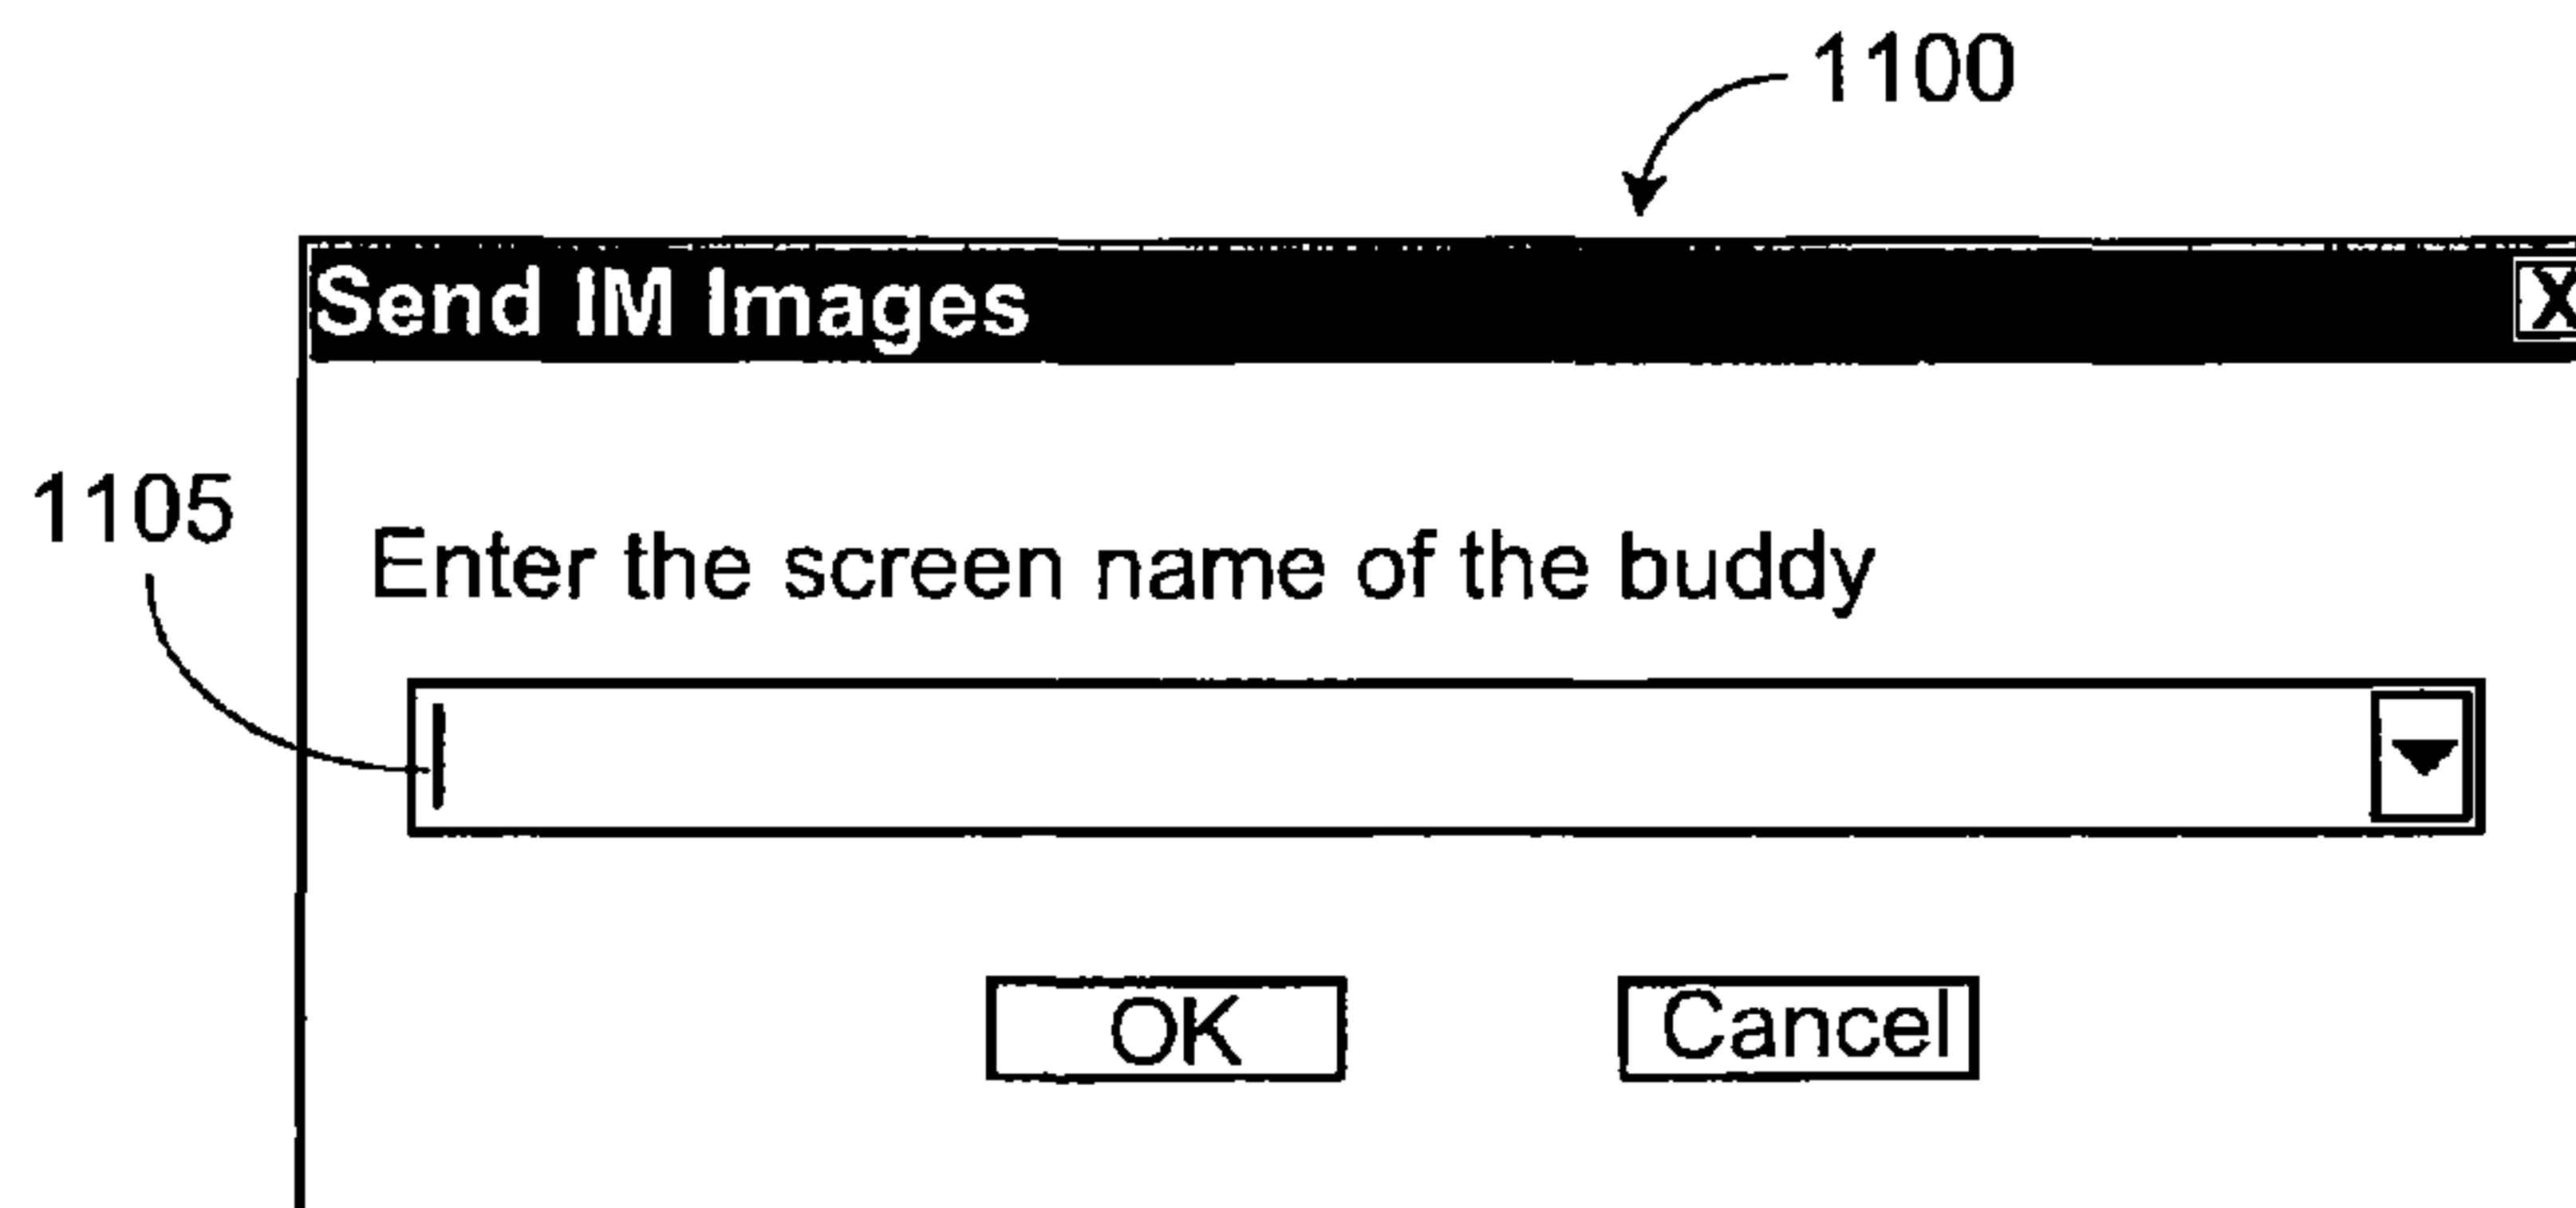 1100
Send IM Images X
1105
Enter the screen name of the buddy
OK Cancel